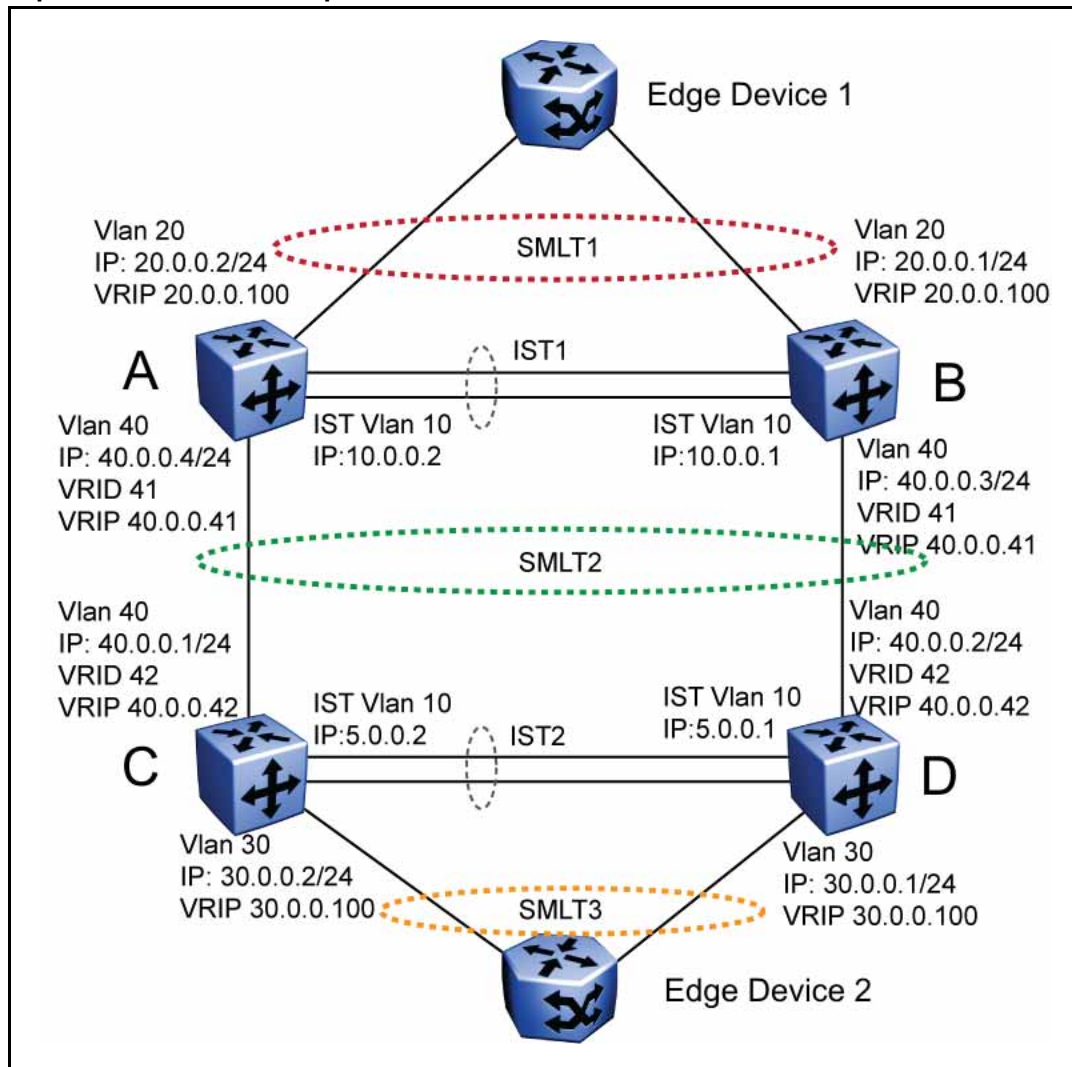 Edge Device 1
Vlan 20
IP: 20.0.0.2/24
VRIP 20.0.0.100
SMLT1
Vlan 20
IP: 20.0.0.1/24
VRIP 20.0.0.100
A
IST1
B
Vlan 40
IP: 40.0.0.4/24
VRID 41
VRIP 40.0.0.41
IST Vlan 10
IP:10.0.0.2
IST Vlan 10
IP:10.0.0.1
Vlan 40
IP: 40.0.0.3/24
VRID 41
VRIP 40.0.0.41
SMLT2
Vlan 40
IP: 40.0.0.1/24
VRID 42
VRIP 40.0.0.42
Vlan 40
IP: 40.0.0.2/24
VRID 42
VRIP 40.0.0.42
IST Vlan 10
IP:5.0.0.2
IST2
IST Vlan 10
IP:5.0.0.1
C
D
Vlan 30
IP: 30.0.0.2/24
VRIP 30.0.0.100
SMLT3
Vlan 30
IP: 30.0.0.1/24
VRIP 30.0.0.100
Edge Device 2